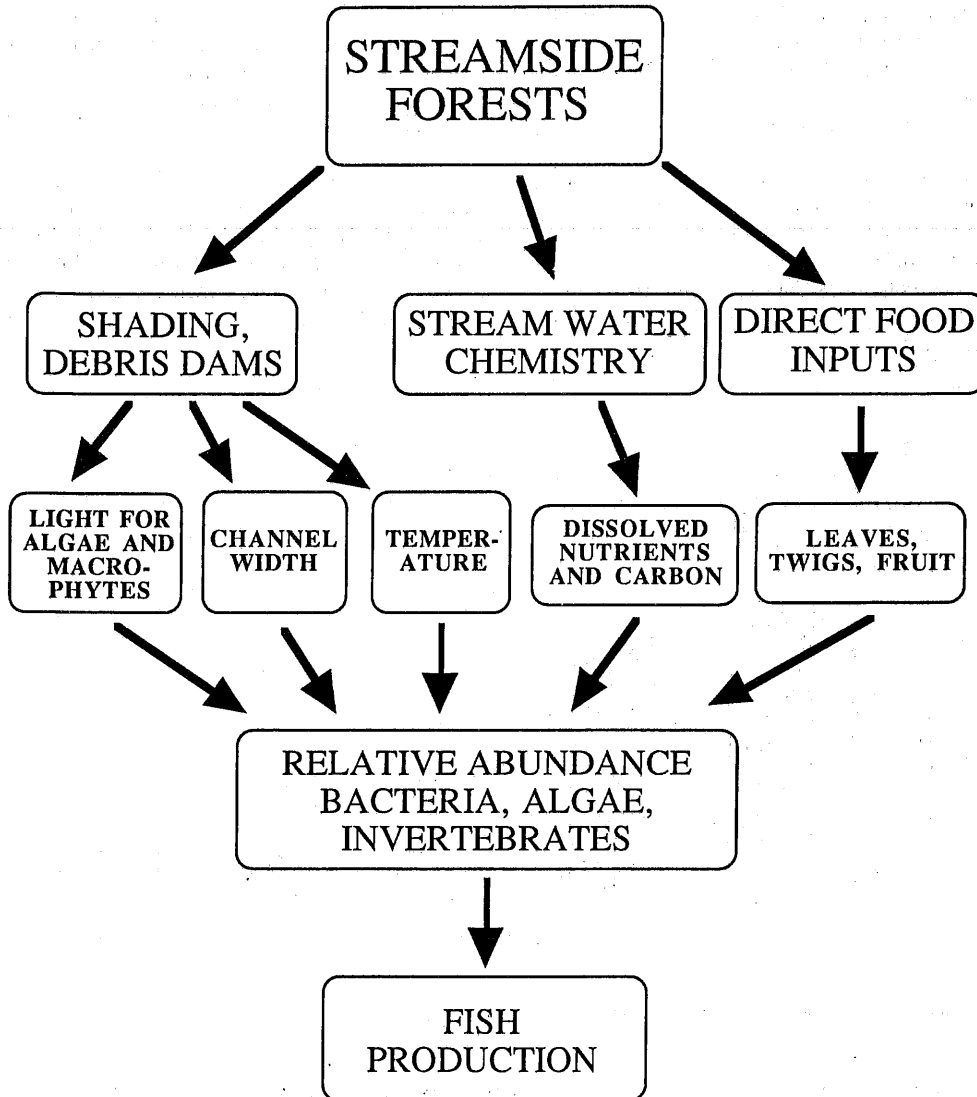 STREAMSIDE
FORESTS
SHADING,
DEBRIS DAMS
STREAM WATER
CHEMISTRY
DIRECT FOOD
INPUTS
LIGHT FOR
ALGAE AND
MACRO-
PHYTES
CHANNEL
WIDTH
TEMPER-
ATURE
DISSOLVED
NUTRIENTS
AND CARBON
LEAVES,
TWIGS, FRUIT
RELATIVE ABUNDANCE
BACTERIA, ALGAE,
INVERTEBRATES
FISH
PRODUCTION